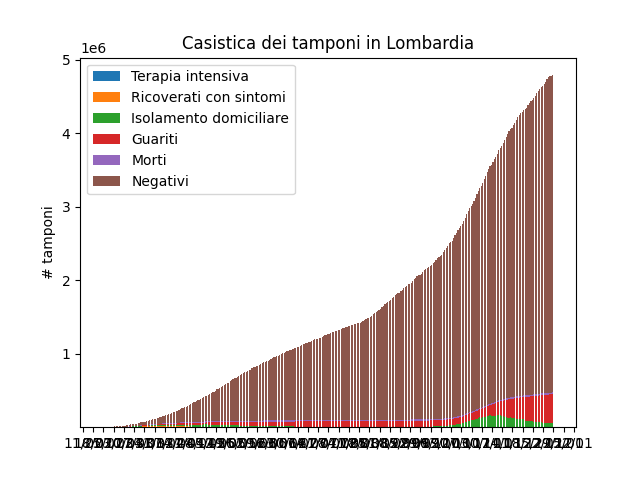 Casistica dei tamponi in Lombardia
1e6
5
4
3
2
1
# tamponi
Terapia intensiva
Ricoverati con sintomi
Isolamento domiciliare
Guariti
Morti
Negativi